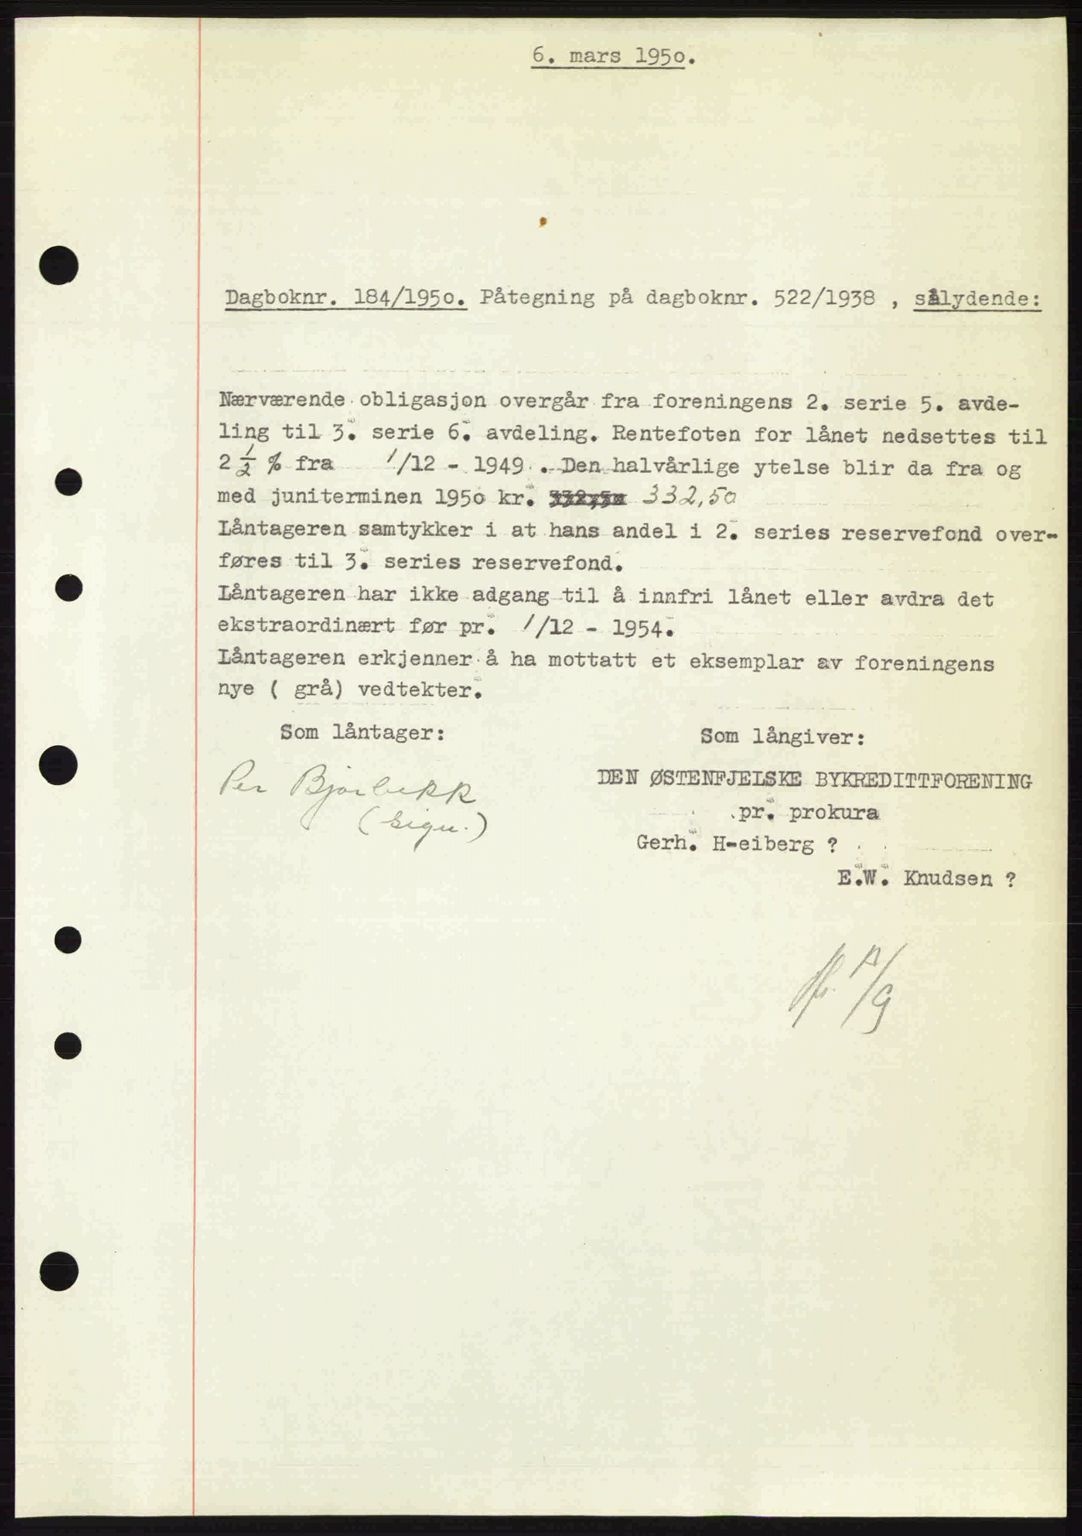 6. mars 1950.
Dagboknr. 184/1950. Påtegning på dagboknr. 522/1938 , sålydende:
Nærværende obligasjon overgår fra foreningens 2. serie 5. avde-
ling til 3. serie 6. avdeling. Rentefoten for lånet nedsettes til
2 1/2 % fra 1/12 - 1949 . Den halvårlige ytelse blir da fra og
med juniterminen 1950 kr. 332,50
Låntageren samtykker i at hans andel i 2. series reservefond over-
føres til 3. series reservefond.
Låntageren har ikke adgang til å innfri lånet eller avdra det
ekstraordinært før pr. 1/12 - 1954.
Låntageren erkjenner å ha mottatt et eksemplar av foreningens
nye ( grå) vedtekter.
Som låntager:
Som långiver:
Per Bjørbekk
(sign.)
DEN ØSTENFJELSKE BYKREDITTFORENING
pr. prokura
Gerh. H-eiberg ?
E.W. Knudsen ?